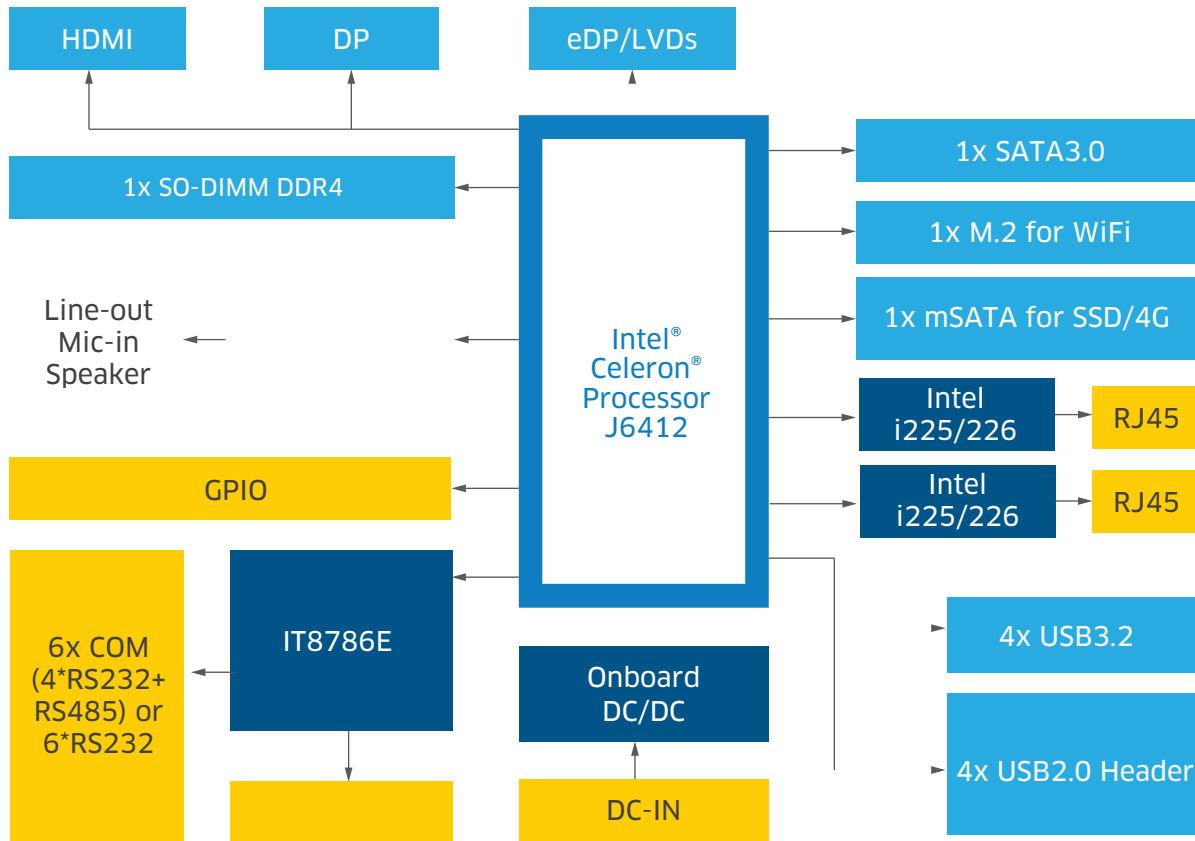 HDMI
DP
eDP/LVDs
1x SO-DIMM DDR4
1x SATA3.0
1x M.2 for WiFi
1x mSATA for SSD/4G
Line-out
Mic-in
Speaker
Intel®
Celeron®
Processor
J6412
Intel
i225/226
RJ45
Intel
i225/226
RJ45
GPIO
6x COM
(4*RS232+
RS485) or
6*RS232
IT8786E
Onboard
DC/DC
DC-IN
4x USB3.2
4x USB2.0 Header